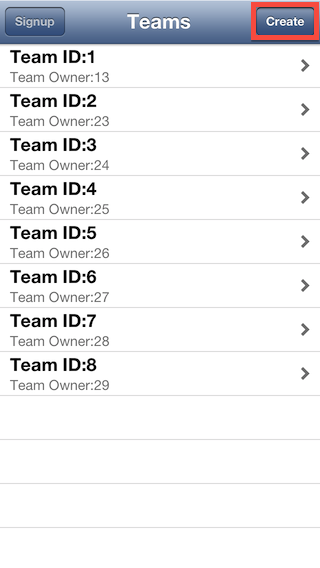 Signup Teams Create
Team ID:1
Team Owner:13
Team ID:2
Team Owner:23
Team ID:3
Team Owner:24
Team ID:4
Team Owner:25
Team ID:5
Team Owner:26
Team ID:6
Team Owner:27
Team ID:7
Team Owner:28
Team ID:8
Team Owner:29